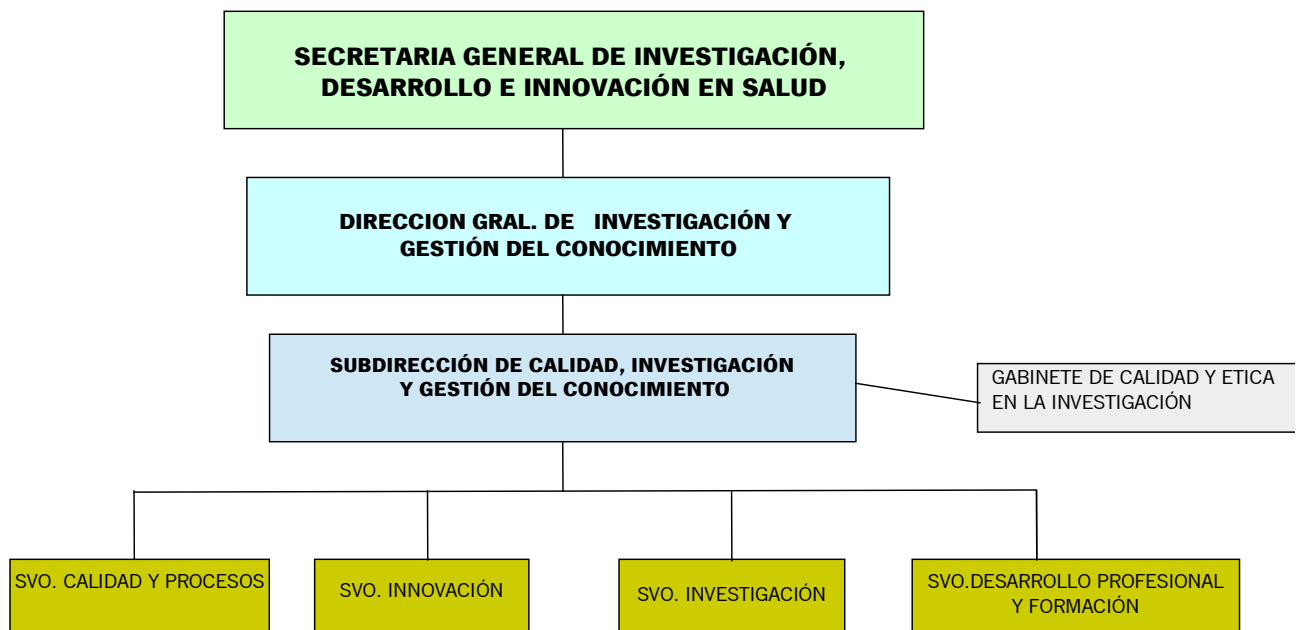 SECRETARIA GENERAL DE INVESTIGACIÓN,
DESARROLLO E INNOVACIÓN EN SALUD
DIRECCION GRAL. DE INVESTIGACIÓN Y
GESTIÓN DEL CONOCIMIENTO
SUBDIRECCIÓN DE CALIDAD, INVESTIGACIÓN
Y GESTIÓN DEL CONOCIMIENTO
GABINETE DE CALIDAD Y ETICA
EN LA INVESTIGACIÓN
SVO. CALIDAD Y PROCESOS
SVO. INNOVACIÓN
SVO. INVESTIGACIÓN
SVO.DESARROLLO PROFESIONAL
Y FORMACIÓN